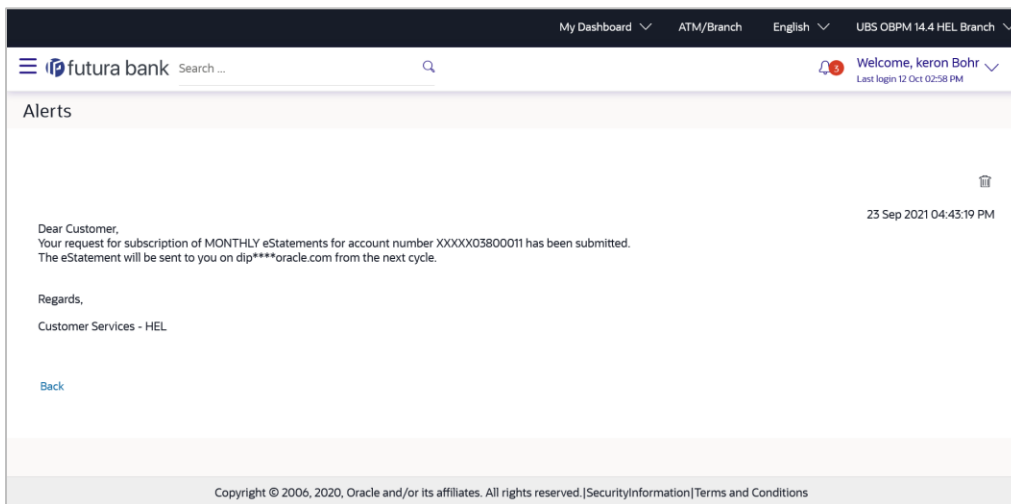 My Dashboard ATM/Branch English UBS OBPM 14.4 HEL Branch
futura bank Search ... 3 Welcome, keron Bohr
Last login 12 Oct 02:58 PM
Alerts
23 Sep 2021 04:43:19 PM
Dear Customer,
Your request for subscription of MONTHLY eStatements for account number XXXXX03800011 has been submitted.
The eStatement will be sent to you on dip****oracle.com from the next cycle.
Regards,
Customer Services - HEL
Back
Copyright © 2006, 2020, Oracle and/or its affiliates. All rights reserved.|SecurityInformation|Terms and Conditions